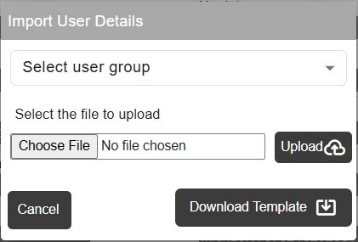 Import User Details
Select user group
Select the file to upload
Choose File No file chosen Upload
Cancel Download Template